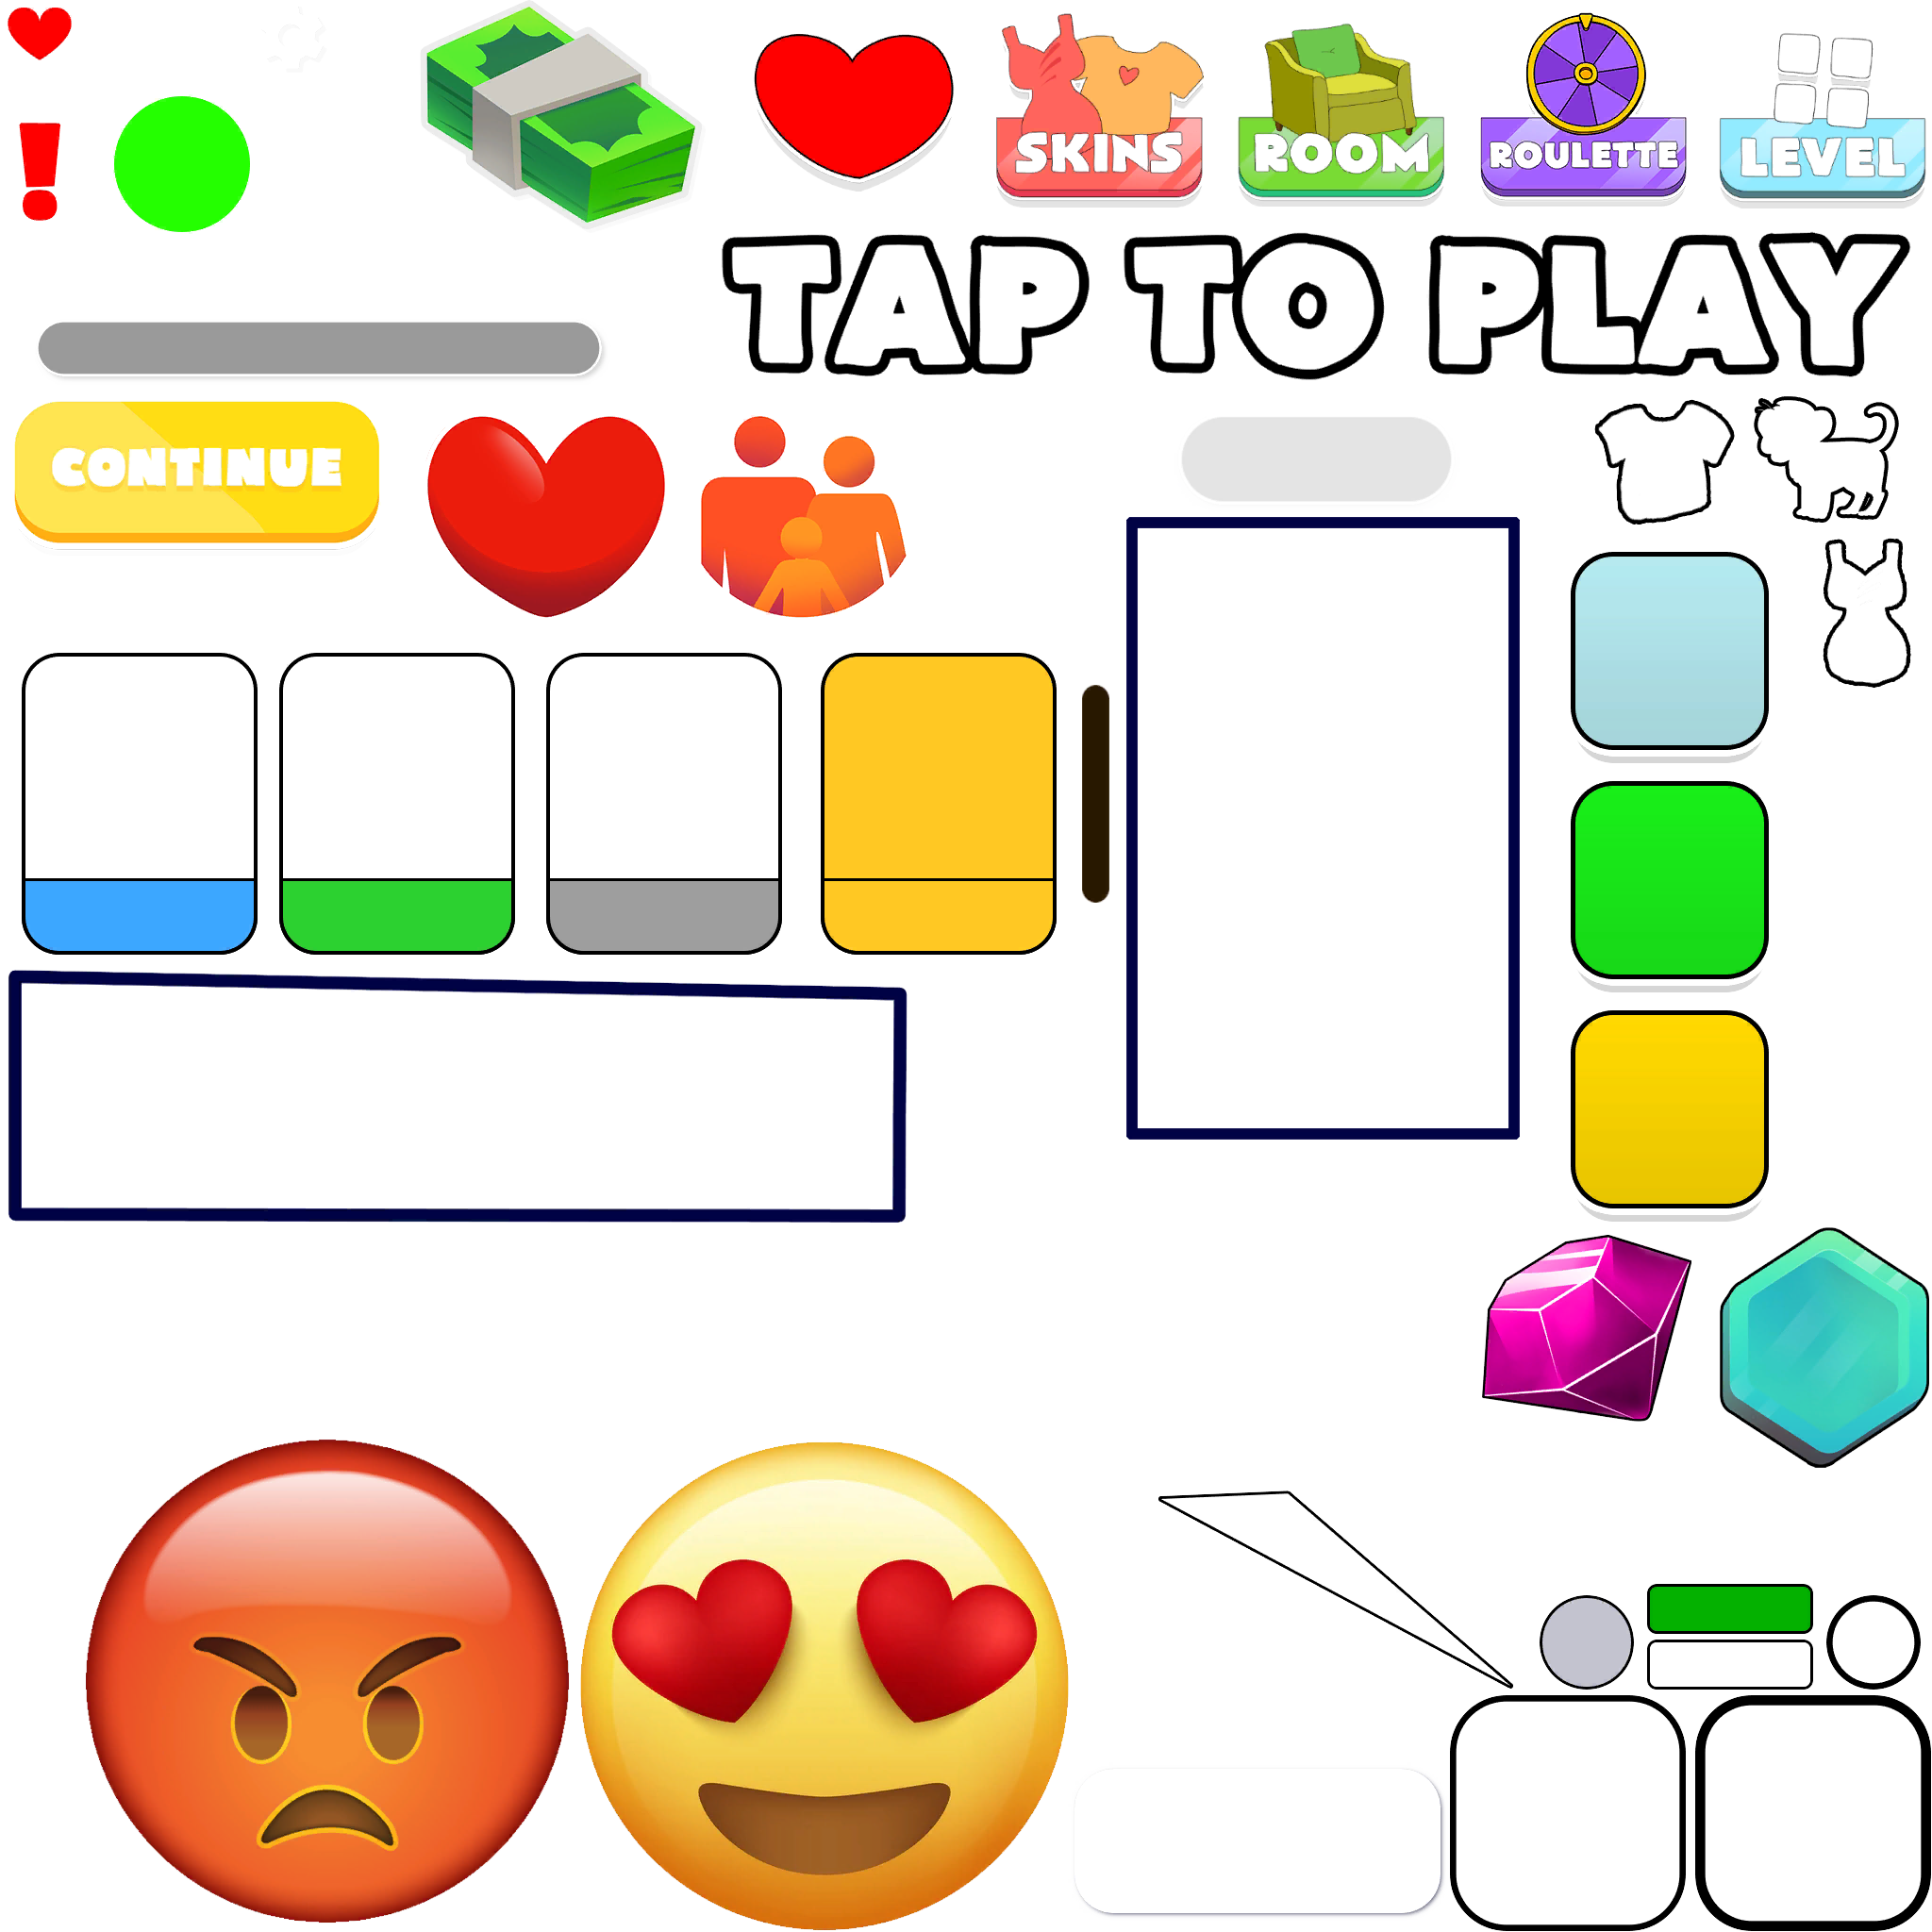 SKINS
ROOM
ROULETTE
LEVEL
TAP TO PLAY
CONTINUE